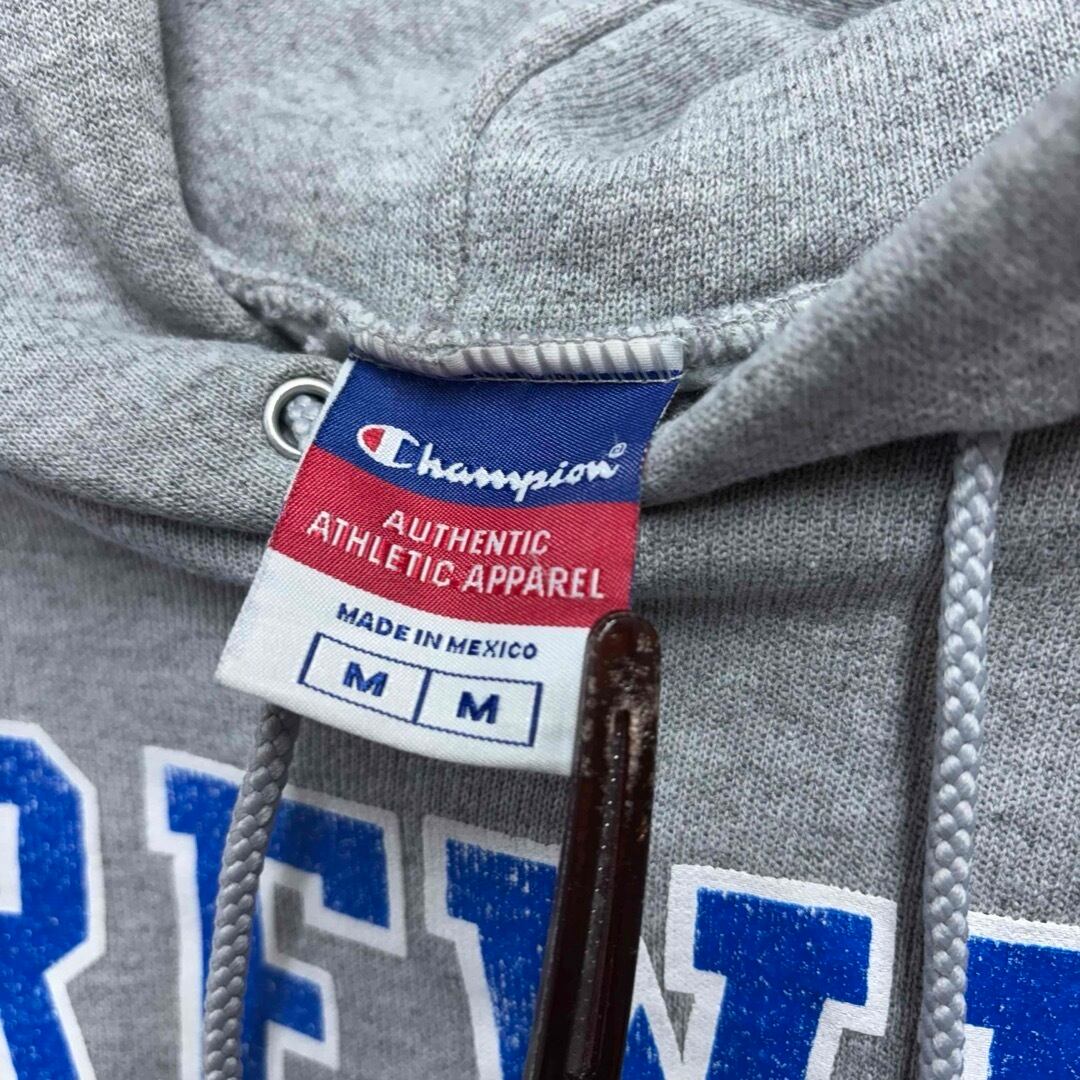 Champion®
AUTHENTIC
ATHLETIC APPAREL
MADE IN MEXICO
M M